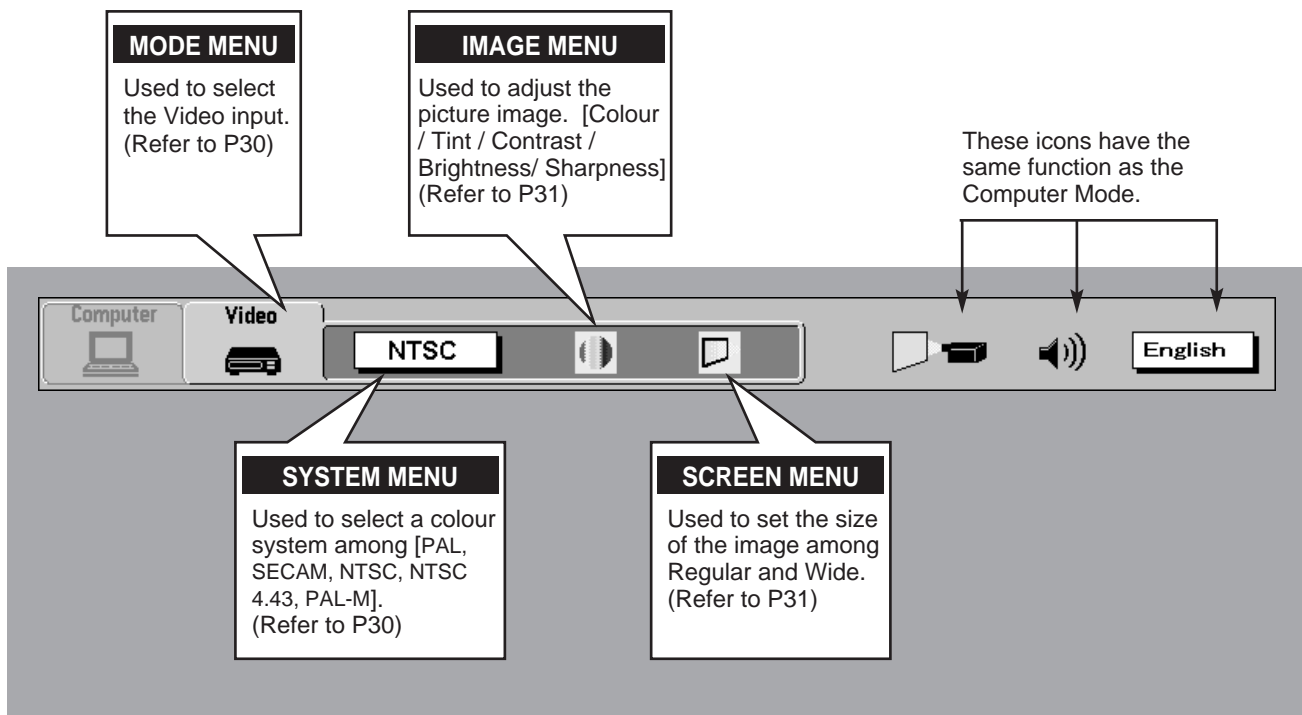 MODE MENU
Used to select
the Video input.
(Refer to P30)
IMAGE MENU
Used to adjust the
picture image. [Colour
/ Tint / Contrast /
Brightness/ Sharpness]
(Refer to P31)
These icons have the
same function as the
Computer Mode.
Computer
Video
NTSC
English
SYSTEM MENU
Used to select a colour
system among [PAL,
SECAM, NTSC, NTSC
4.43, PAL-M].
(Refer to P30)
SCREEN MENU
Used to set the size
of the image among
Regular and Wide.
(Refer to P31)